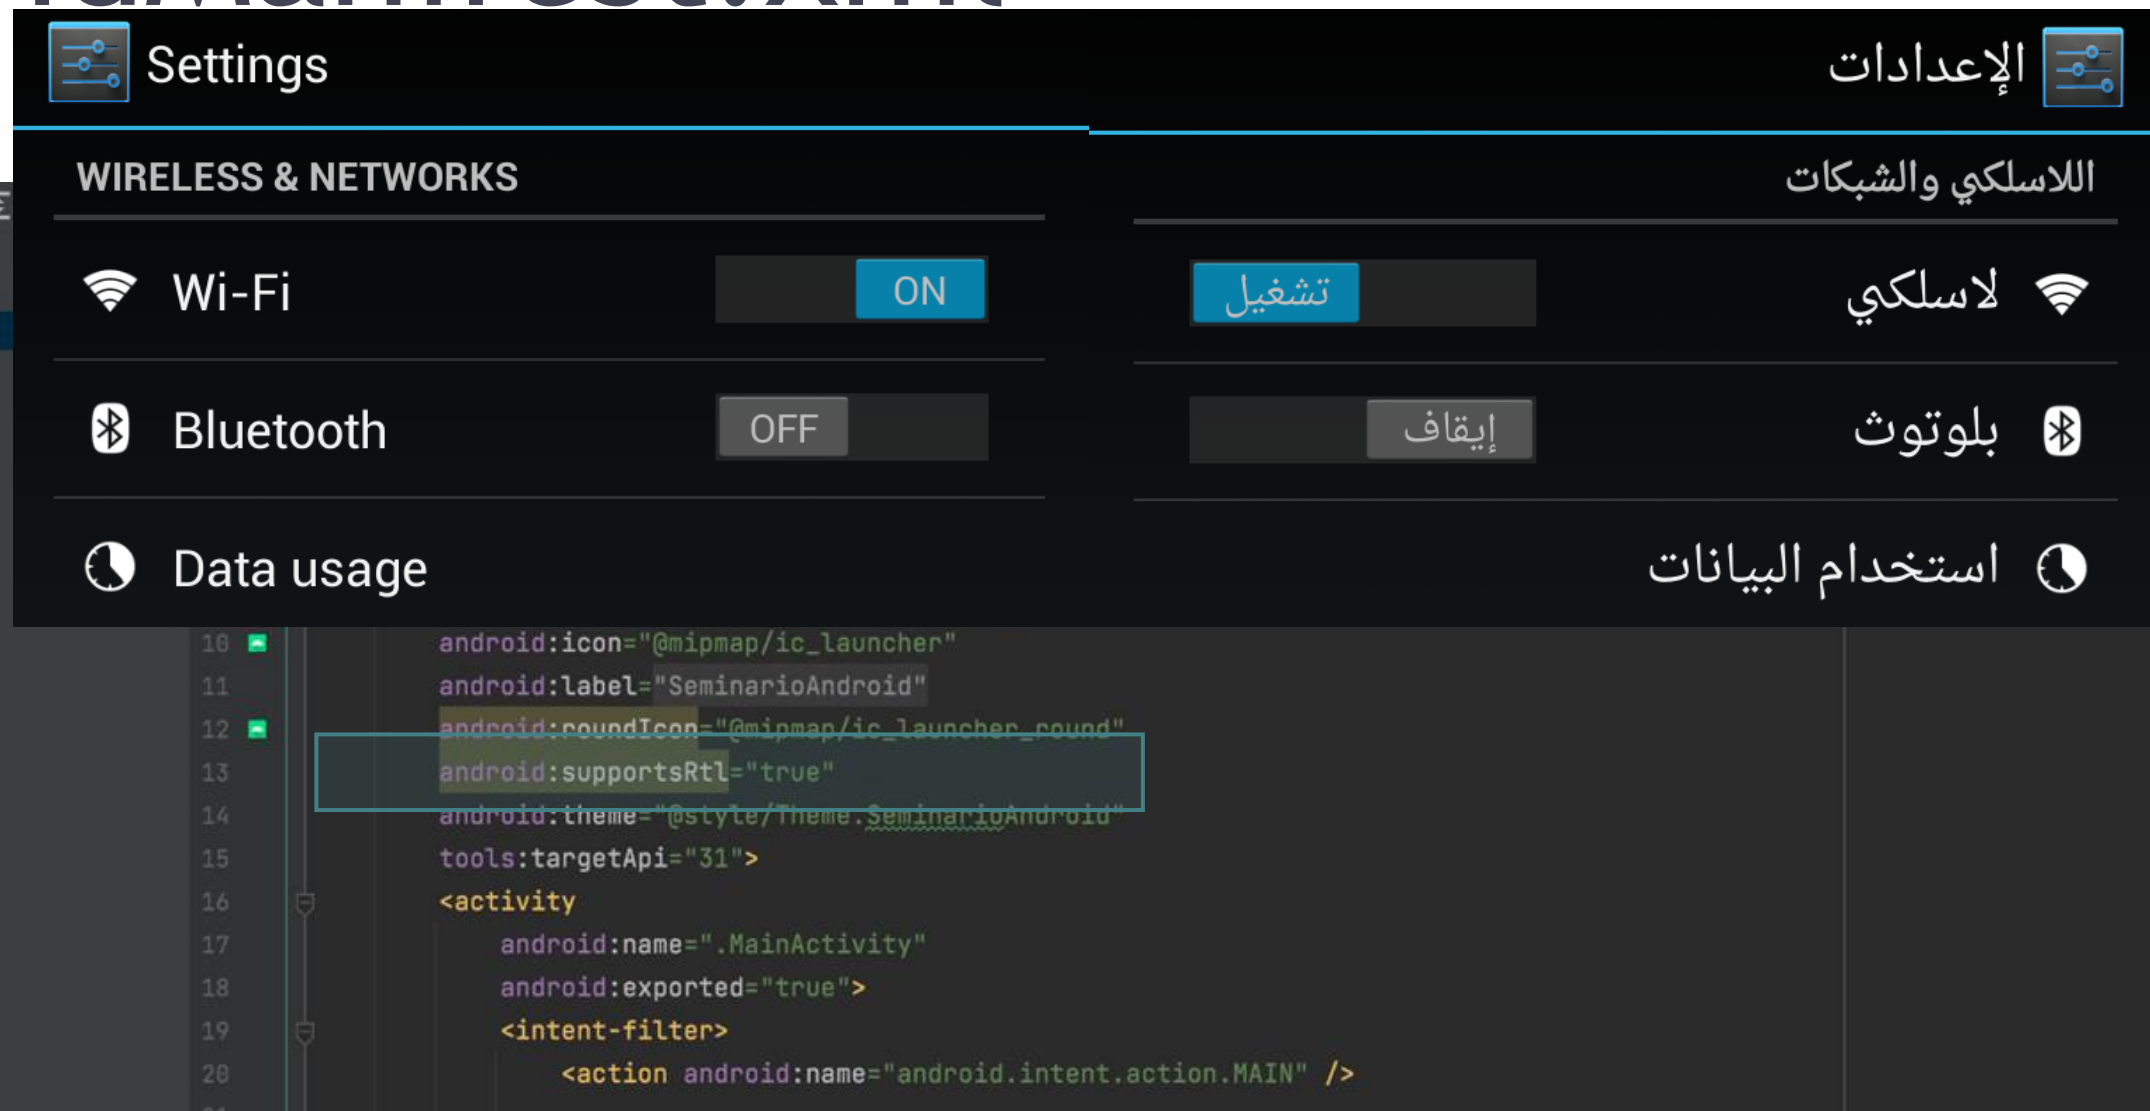 Settings
WIRELESS & NETWORKS
Wi-Fi ON
Bluetooth OFF
Data usage
الإعدادات
اللاسلكي والشبكات
لاسلكي تشغيل
بلوتوث إيقاف
استخدام البيانات
10 android:icon="@mipmap/ic_launcher"
11 android:label="SeminarioAndroid"
12 android:roundIcon="@mipmap/ic_launcher_round"
13 android:supportsRtl="true"
14 android:theme="@style/Theme.SeminarioAndroid"
15 tools:targetApi="31">
16 <activity
17 android:name=".MainActivity"
18 android:exported="true">
19 <intent-filter>
20 <action android:name="android.intent.action.MAIN" />